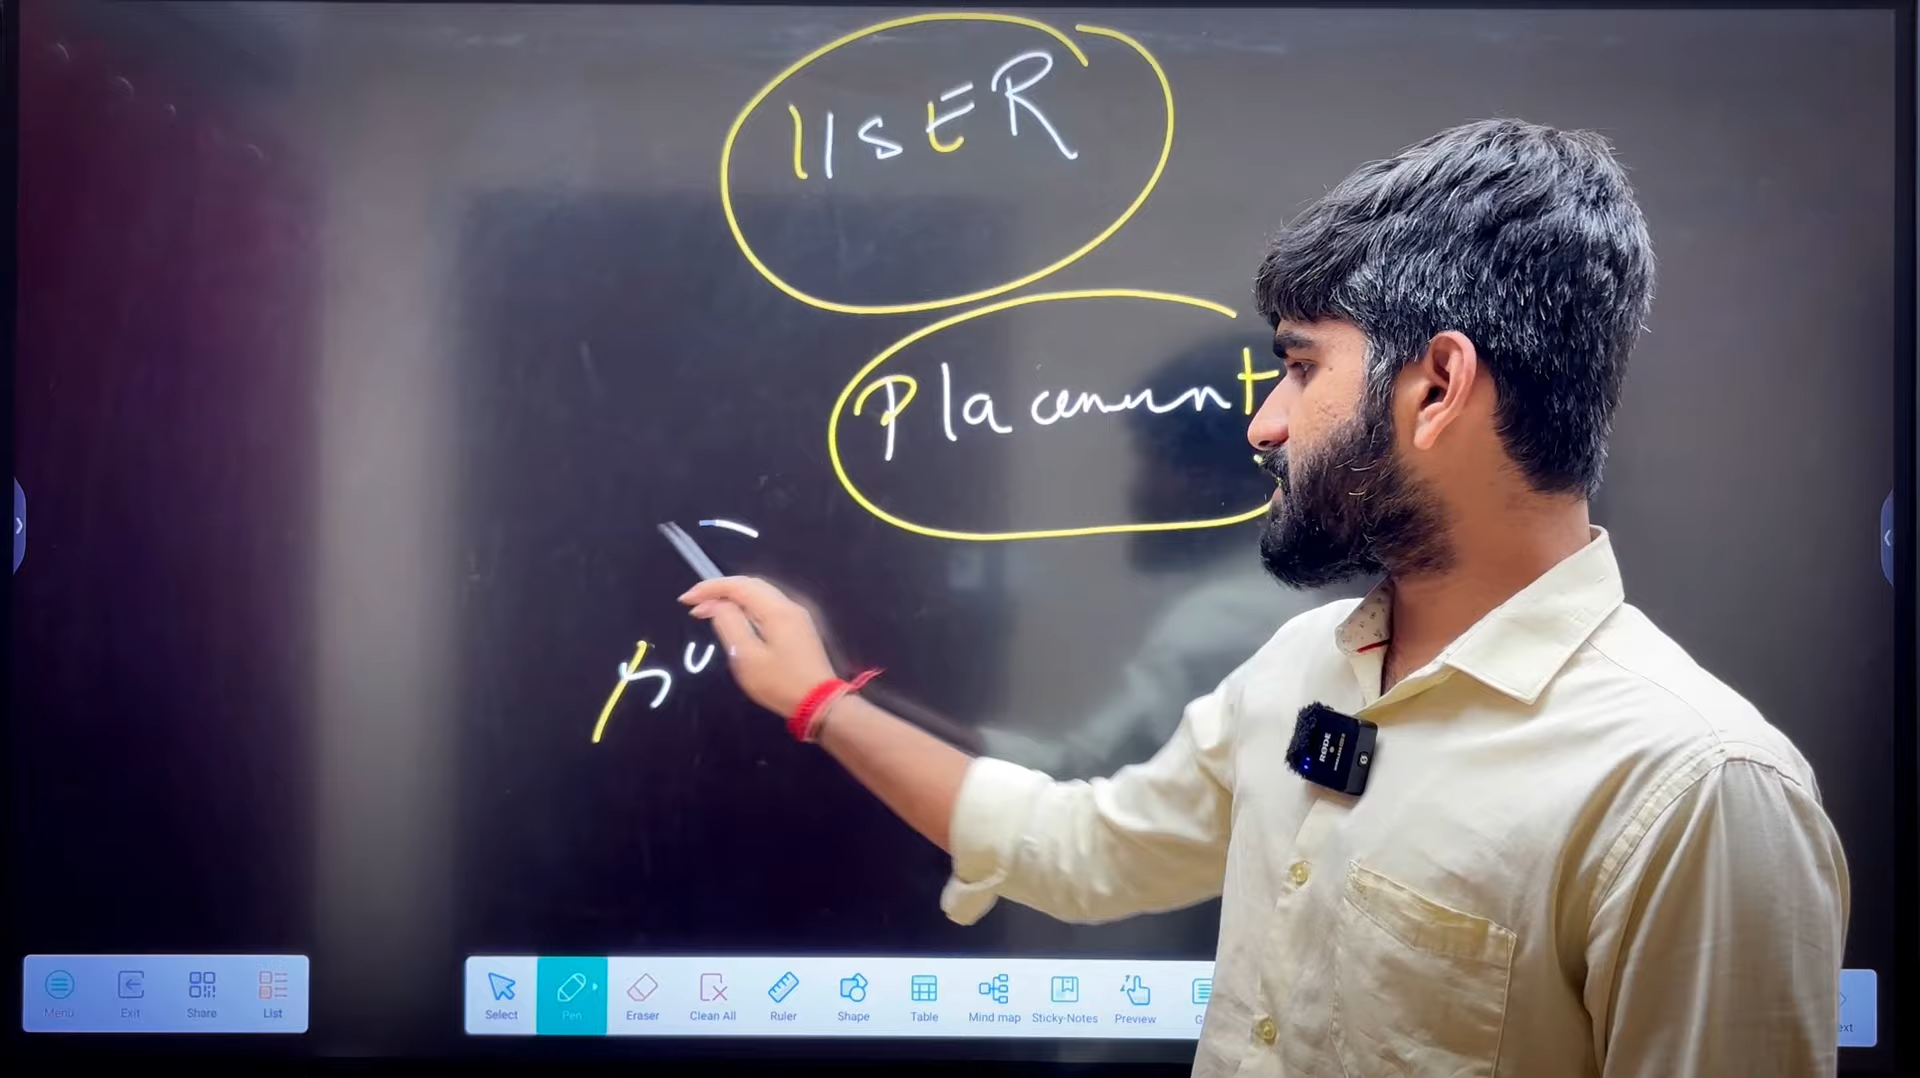 IISER
Placement
RØDE
Menu Exit Share List
Select Pen Eraser Clean All Ruler Shape Table Mind map Sticky-Notes Preview